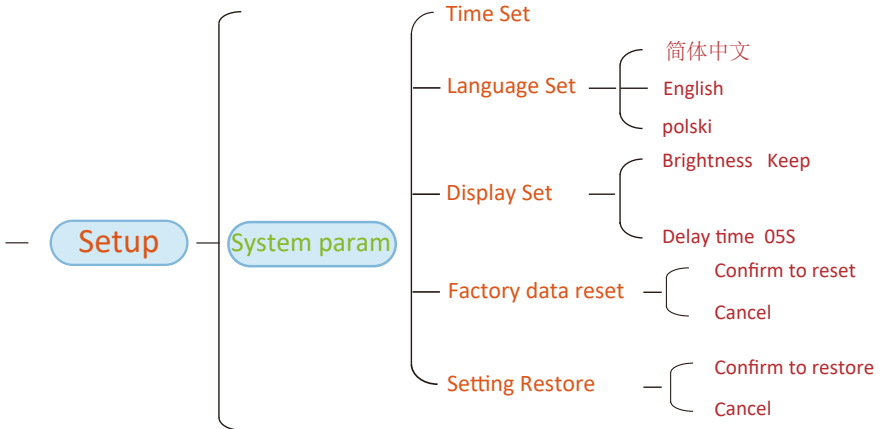 Setup
System param
Time Set
Language Set
简体中文
English
polski
Display Set
Brightness Keep
Delay time 05S
Factory data reset
Confirm to reset
Cancel
Setting Restore
Confirm to restore
Cancel